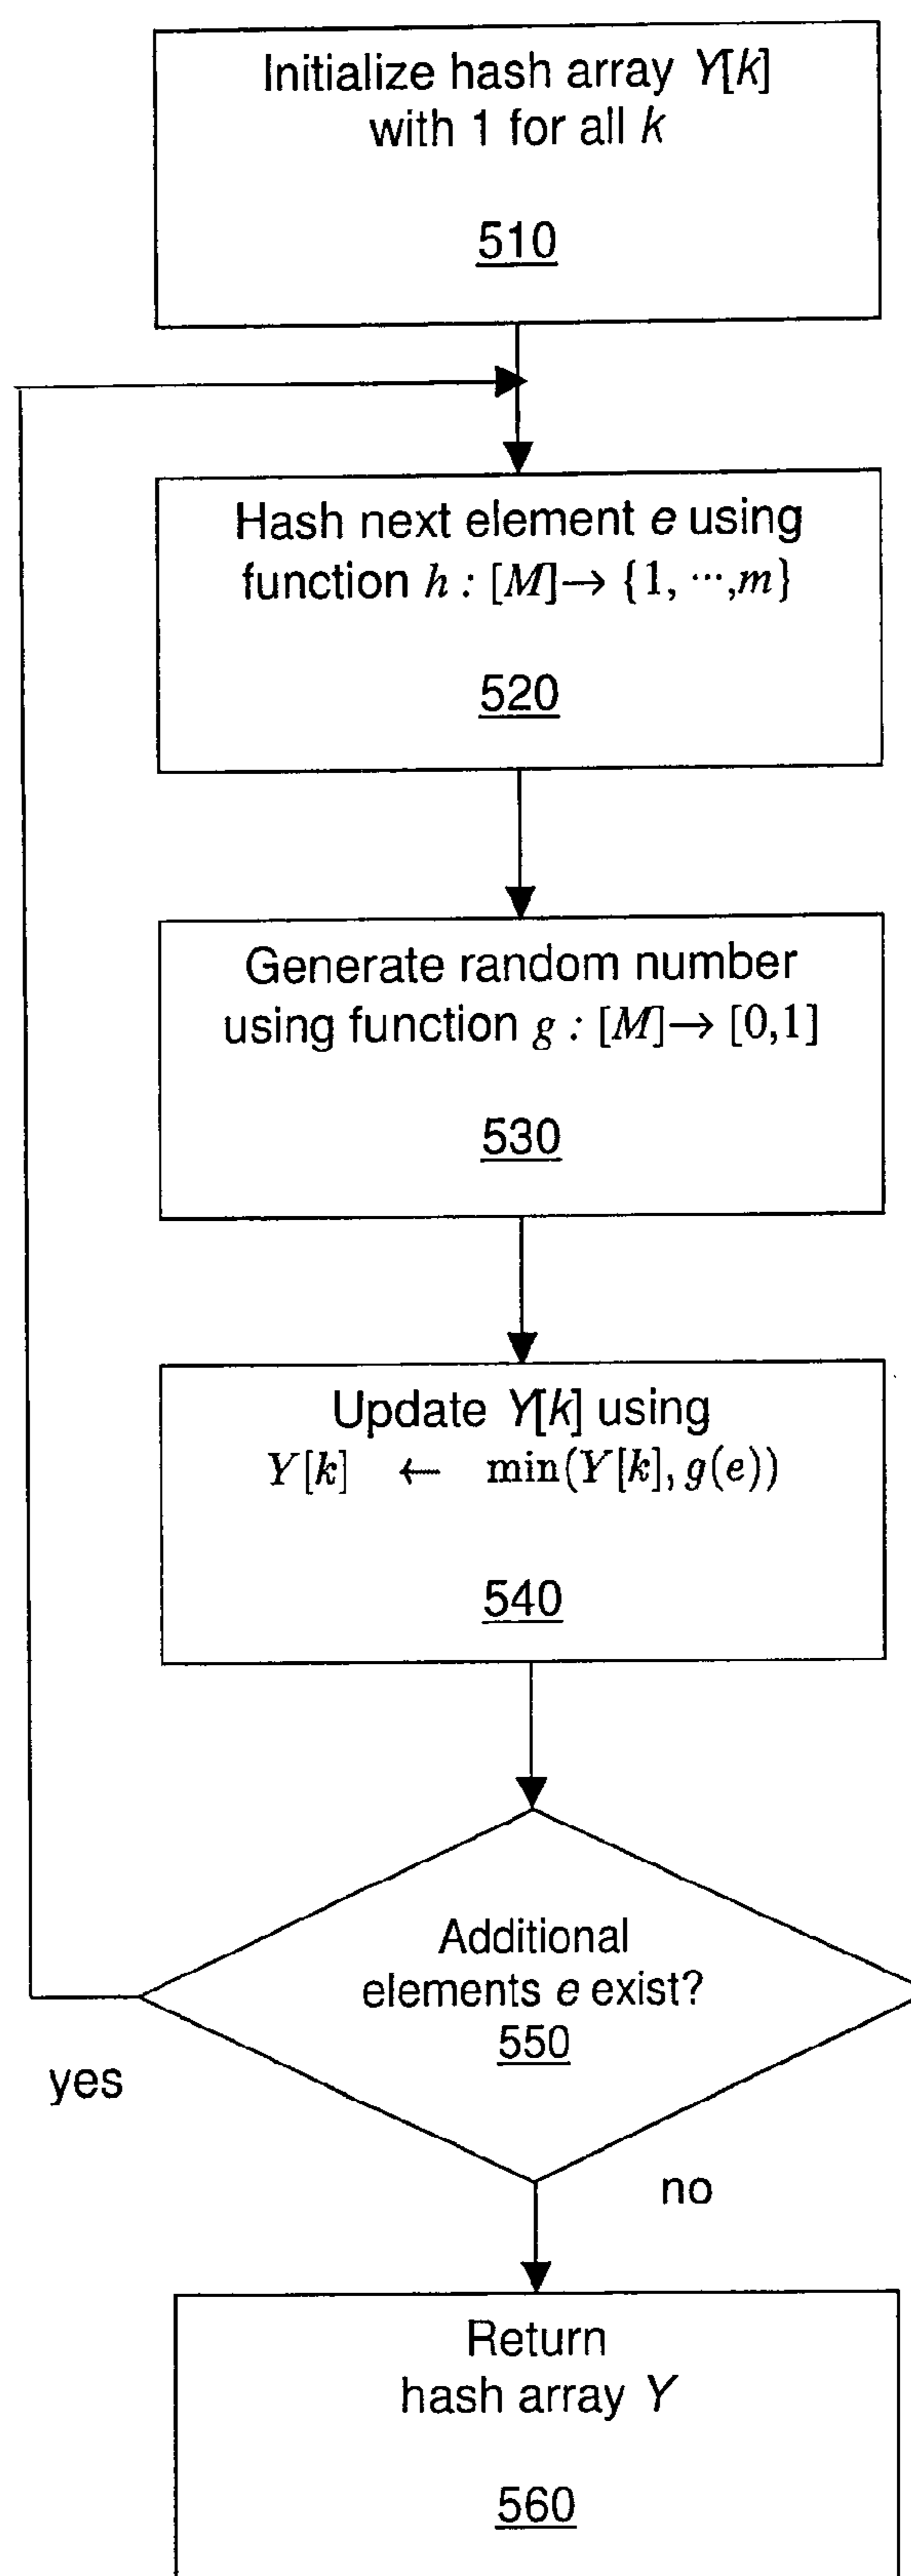 Initialize hash array Y[k]
with 1 for all k
510
Hash next element e using
function h : [M]→ {1, ···,m}
520
Generate random number
using function g : [M]→ [0,1]
530
Update Y[k] using
Y[k] ← min(Y[k], g(e))
540
Additional
elements e exist?
550
yes
no
Return
hash array Y
560